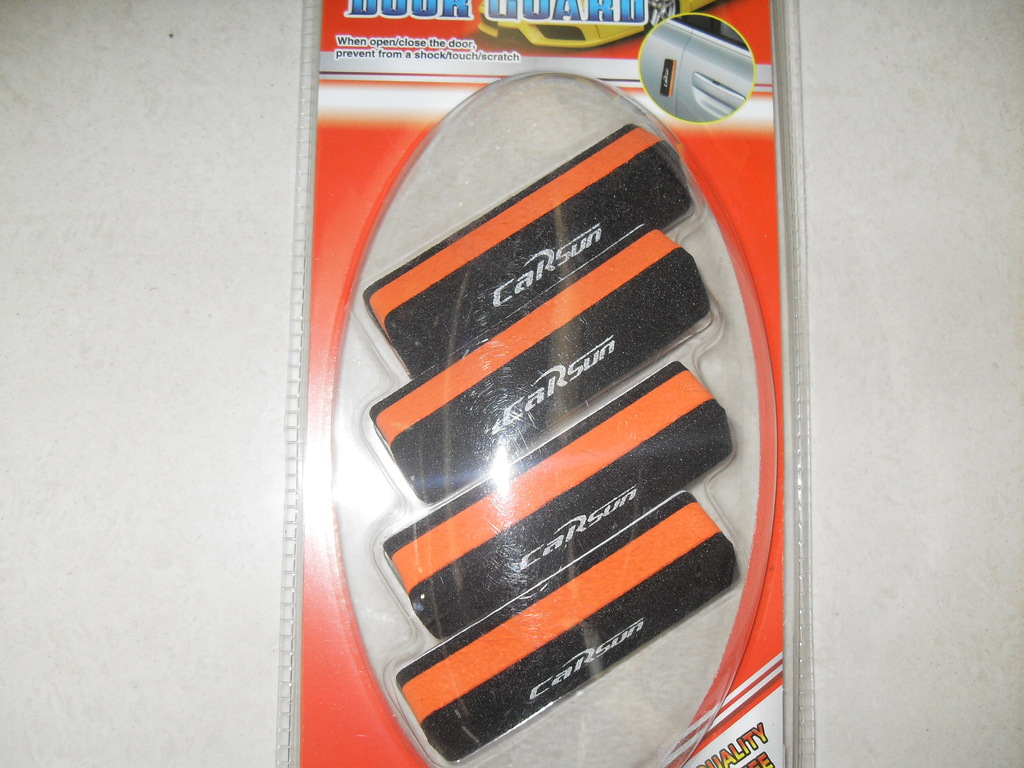 DOOR GUARD
When open/close the door,
prevent from a shock/touch/scratch
CaRsun
CaRsun
CaRsun
CaRsun
QUALITY